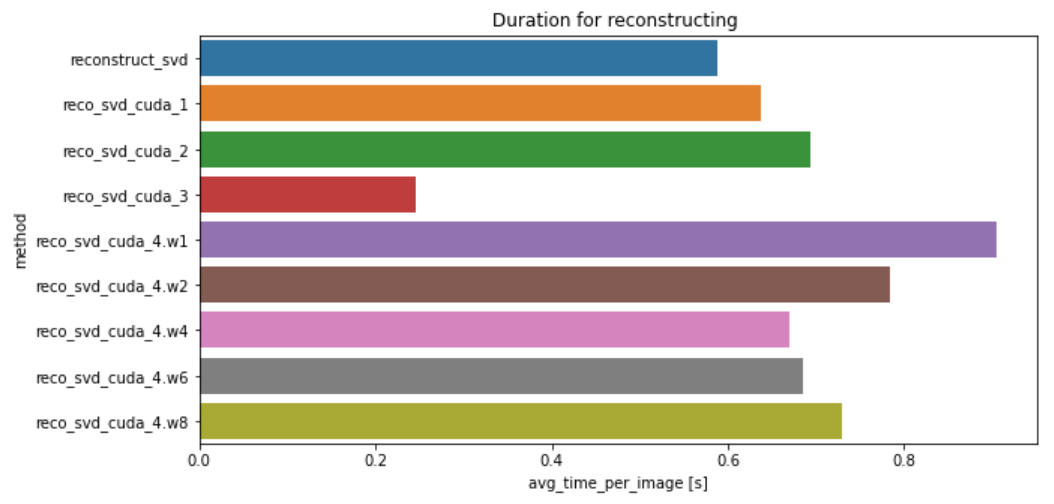 Duration for reconstructing
method
reconstruct_svd
reco_svd_cuda_1
reco_svd_cuda_2
reco_svd_cuda_3
reco_svd_cuda_4.w1
reco_svd_cuda_4.w2
reco_svd_cuda_4.w4
reco_svd_cuda_4.w6
reco_svd_cuda_4.w8
0.0 0.2 0.4 0.6 0.8
avg_time_per_image [s]